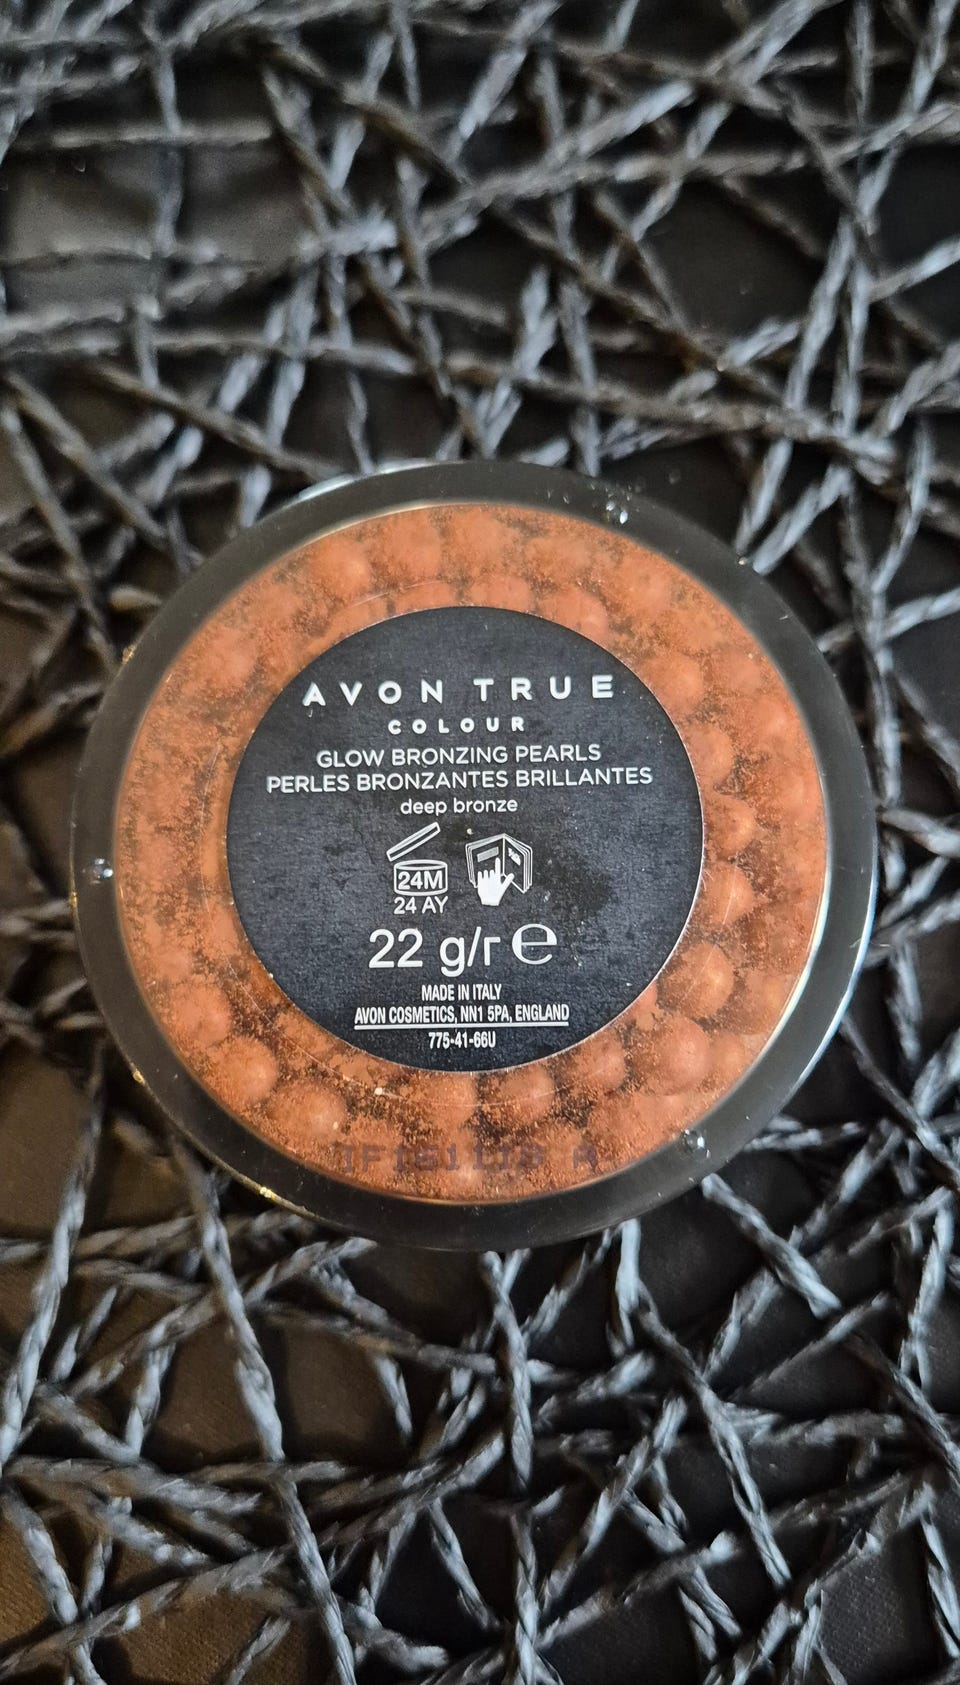 AVON TRUE
COLOUR
GLOW BRONZING PEARLS
PERLES BRONZANTES BRILLANTES
deep bronze
24M
24 AY
22 g/r e
MADE IN ITALY
AVON COSMETICS, NN1 5PA, ENGLAND
775-41-66U